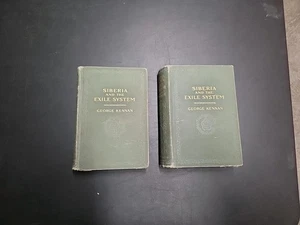 SIBERIA
AND THE
EXILE SYSTEM
GEORGE KENNAN
SIBERIA
AND THE
EXILE SYSTEM
GEORGE KENNAN